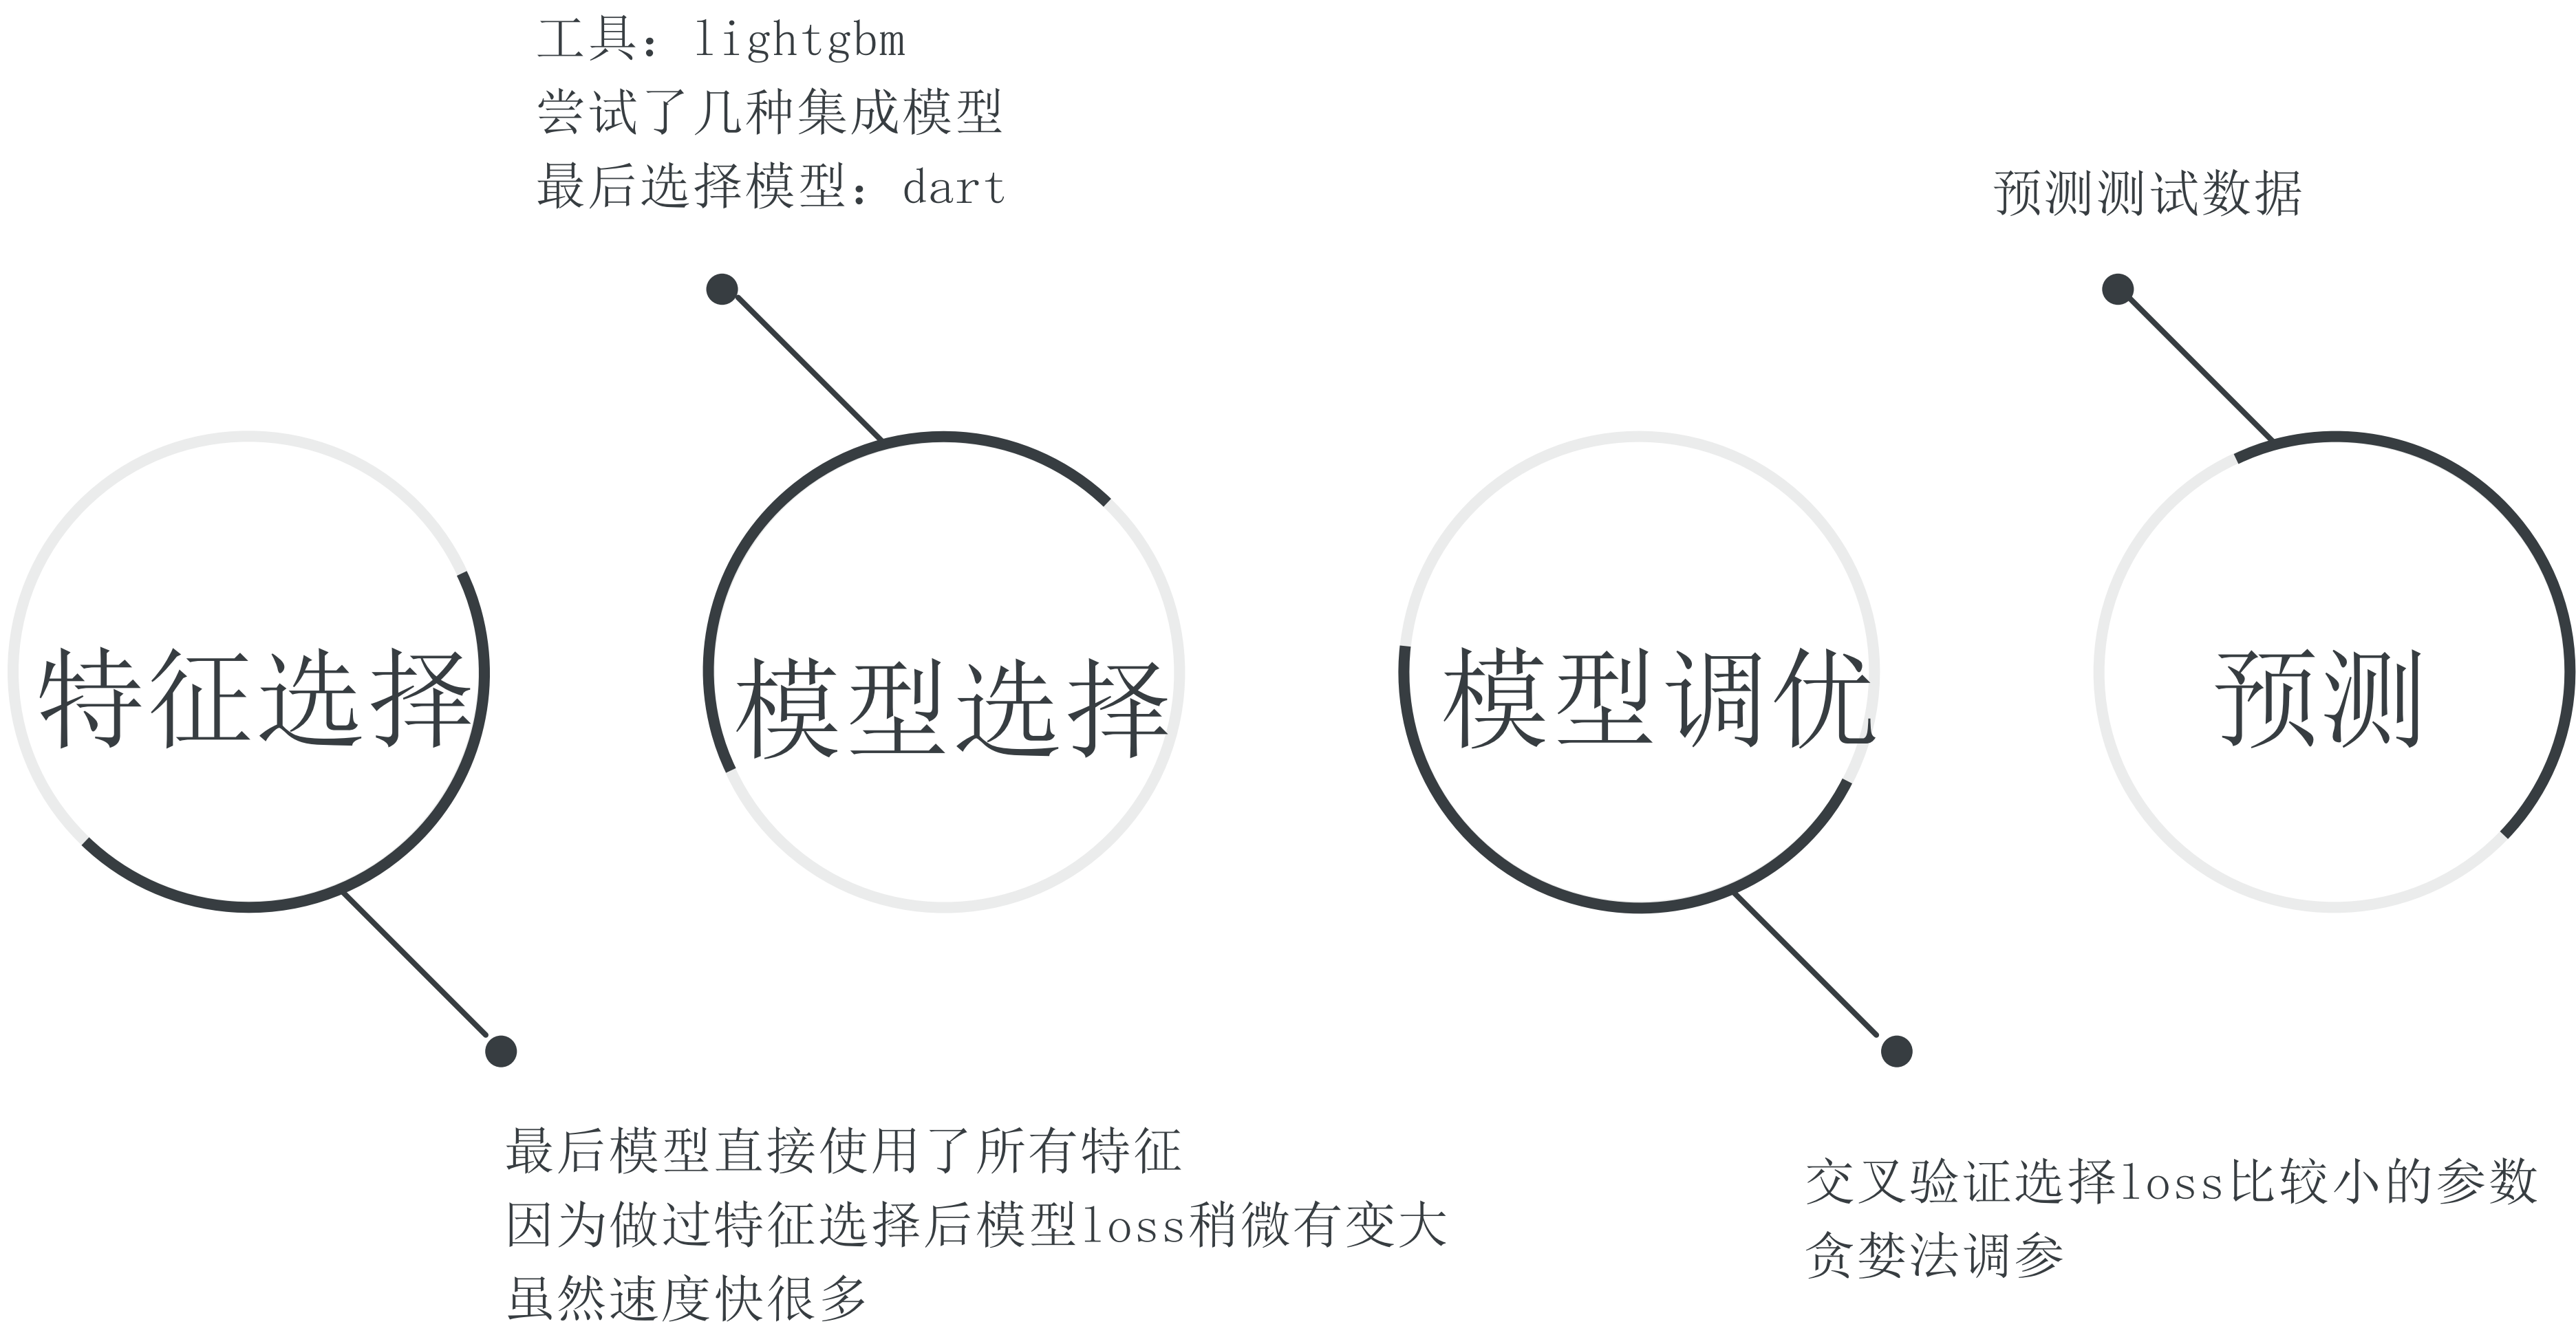 工具：lightgbm
尝试了几种集成模型
最后选择模型：dart
预测测试数据
特征选择
模型选择
模型调优
预测
最后模型直接使用了所有特征
因为做过特征选择后模型loss稍微有变大
虽然速度快很多
交叉验证选择loss比较小的参数
贪婪法调参